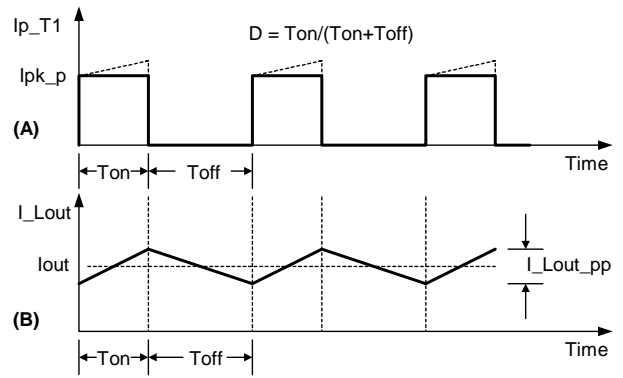 Ip_T1
D = Ton/(Ton+Toff)
Ipk_p
(A)
Time
Ton
Toff
I_Lout
Iout
I_Lout_pp
(B)
Time
Ton
Toff